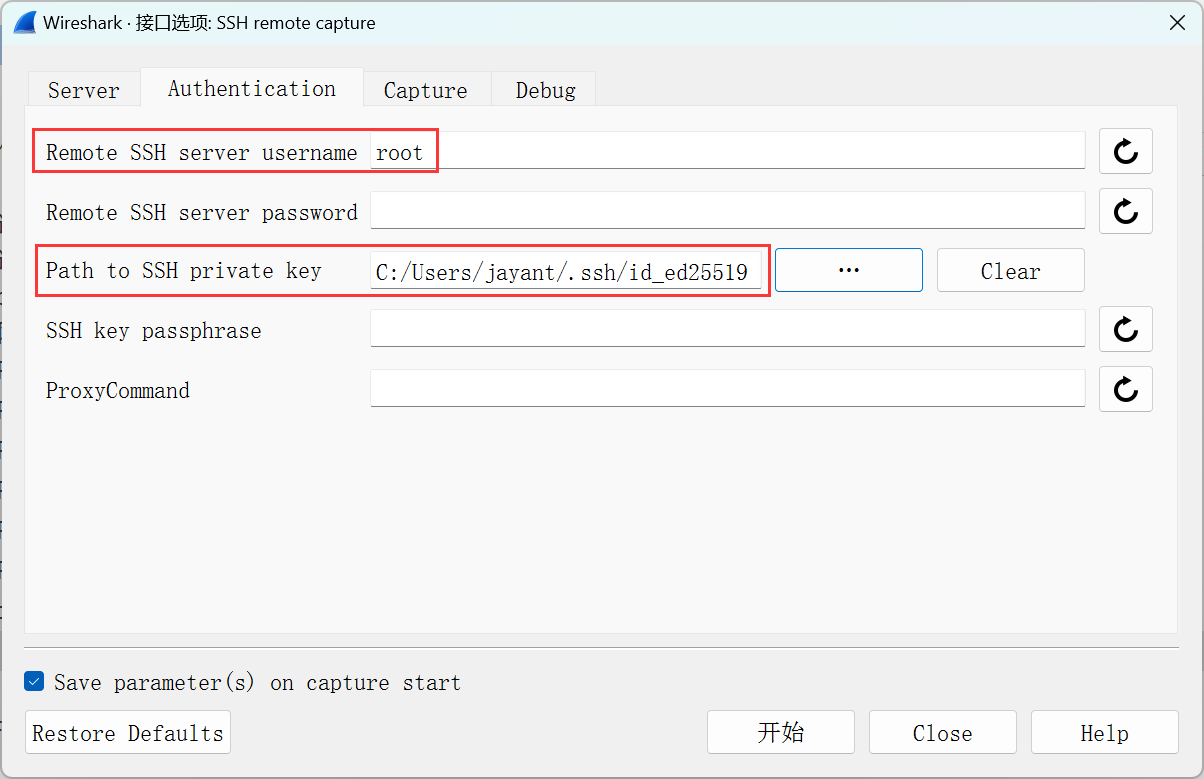 Wireshark · 接口选项: SSH remote capture
Server Authentication Capture Debug
Remote SSH server username root
Remote SSH server password
Path to SSH private key C:/Users/jayant/.ssh/id_ed25519 ... Clear
SSH key passphrase
ProxyCommand
Save parameter(s) on capture start
Restore Defaults 开始 Close Help